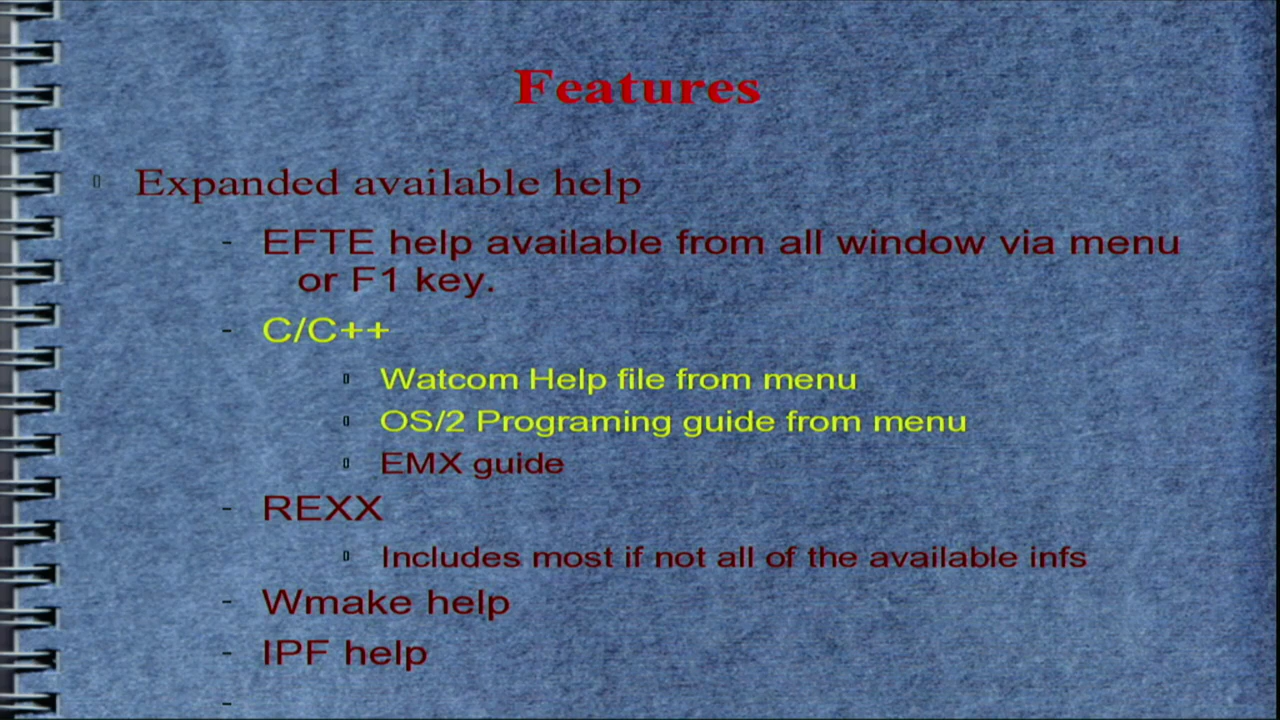 Features
Expanded available help
- EFTE help available from all window via menu
or F1 key.
- C/C++
Watcom Help file from menu
OS/2 Programing guide from menu
EMX guide
- REXX
Includes most if not all of the available infs
- Wmake help
- IPF help
-